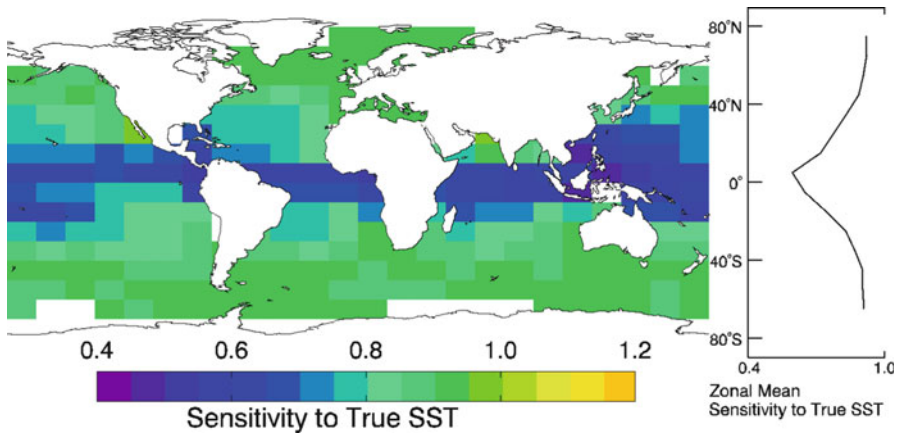 80°N
40°N
0°
40°S
80°S
0.4 0.6 0.8 1.0 1.2
Sensitivity to True SST
0.4 1.0
Zonal Mean
Sensitivity to True SST